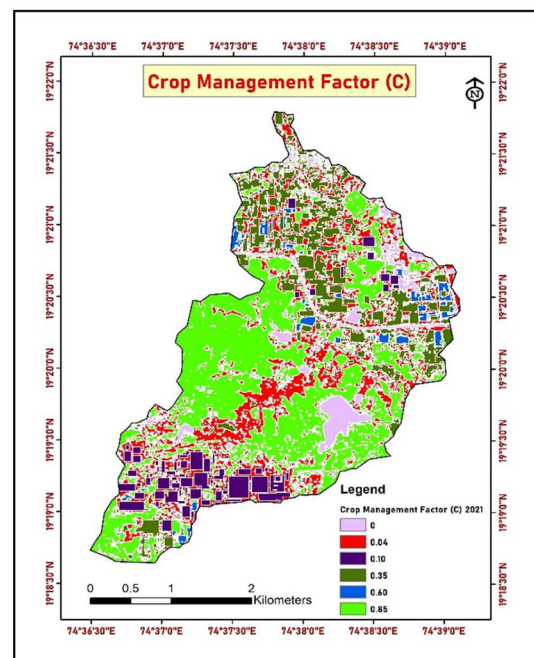 74°36'30"E 74°37'0"E 74°37'30"E 74°38'0"E 74°38'30"E 74°39'0"E
Crop Management Factor (C)
N
19°22'0"N 19°22'0"N
19°21'30"N 19°21'30"N
19°21'0"N 19°21'0"N
19°20'30"N 19°20'30"N
19°20'0"N 19°20'0"N
19°19'30"N 19°19'30"N
19°19'0"N 19°19'0"N
19°18'30"N 19°18'30"N
Legend
Crop Management Factor (C) 2021
0
0.04
0.10
0.35
0.60
0.85
0 0.5 1 2
Kilometers
74°36'30"E 74°37'0"E 74°37'30"E 74°38'0"E 74°38'30"E 74°39'0"E